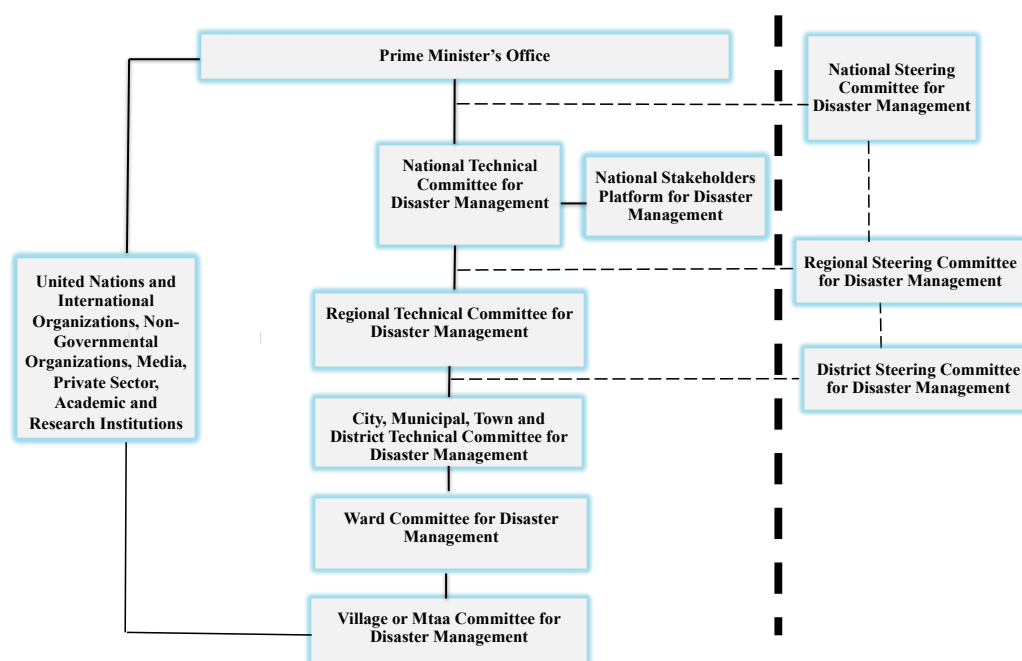 Prime Minister’s Office
National Steering
Committee for
Disaster Management
National Technical
Committee for
Disaster Management
National Stakeholders
Platform for Disaster
Management
United Nations and
International
Organizations, Non-
Governmental
Organizations, Media,
Private Sector,
Academic and
Research Institutions
Regional Steering Committee
for Disaster Management
Regional Technical Committee for
Disaster Management
District Steering Committee
for Disaster Management
City, Municipal, Town and
District Technical Committee for
Disaster Management
Ward Committee for Disaster
Management
Village or Mtaa Committee for
Disaster Management